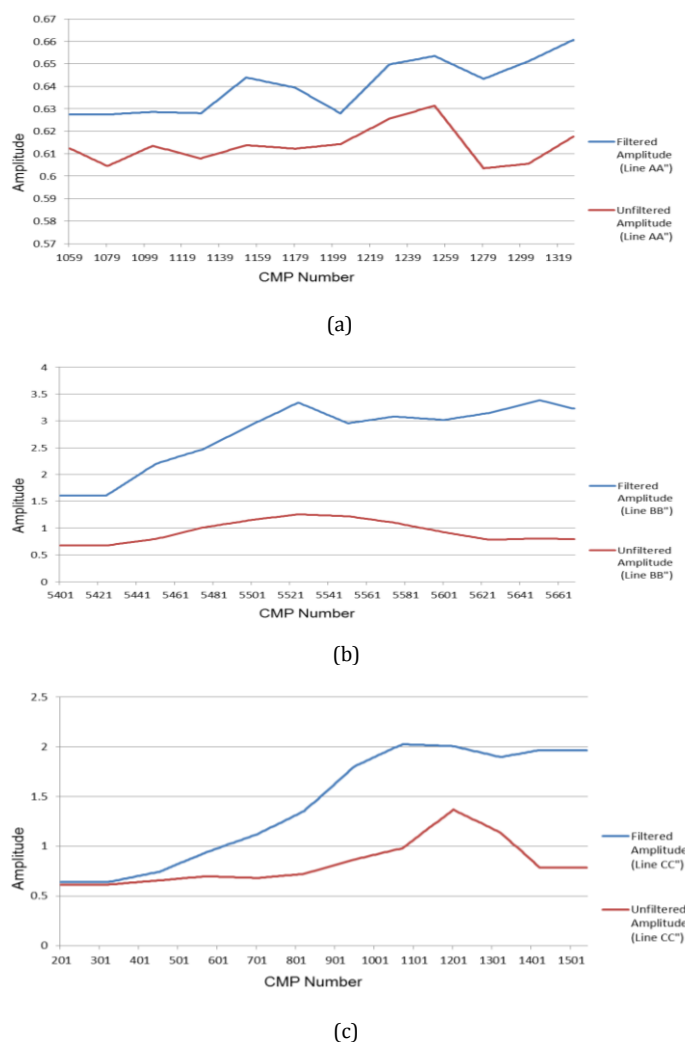 0.67
0.66
0.65
0.64
0.63
0.62
0.61
0.6
0.59
0.58
0.57
Amplitude
1059 1079 1099 1119 1139 1159 1179 1199 1219 1239 1259 1279 1299 1319
CMP Number
Filtered
Amplitude
(Line AA")
Unfiltered
Amplitude
(Line AA")
(a)
4
3.5
3
2.5
2
1.5
1
0.5
0
Amplitude
5401 5421 5441 5461 5481 5501 5521 5541 5561 5581 5601 5621 5641 5661
CMP Number
Filtered
Amplitude
(Line BB")
Unfiltered
Amplitude
(Line BB")
(b)
2.5
2
1.5
1
0.5
0
Amplitude
201 301 401 501 601 701 801 901 1001 1101 1201 1301 1401 1501
CMP Number
Filtered
Amplitude
(Line CC")
Unfiltered
Amplitude
(Line CC")
(c)